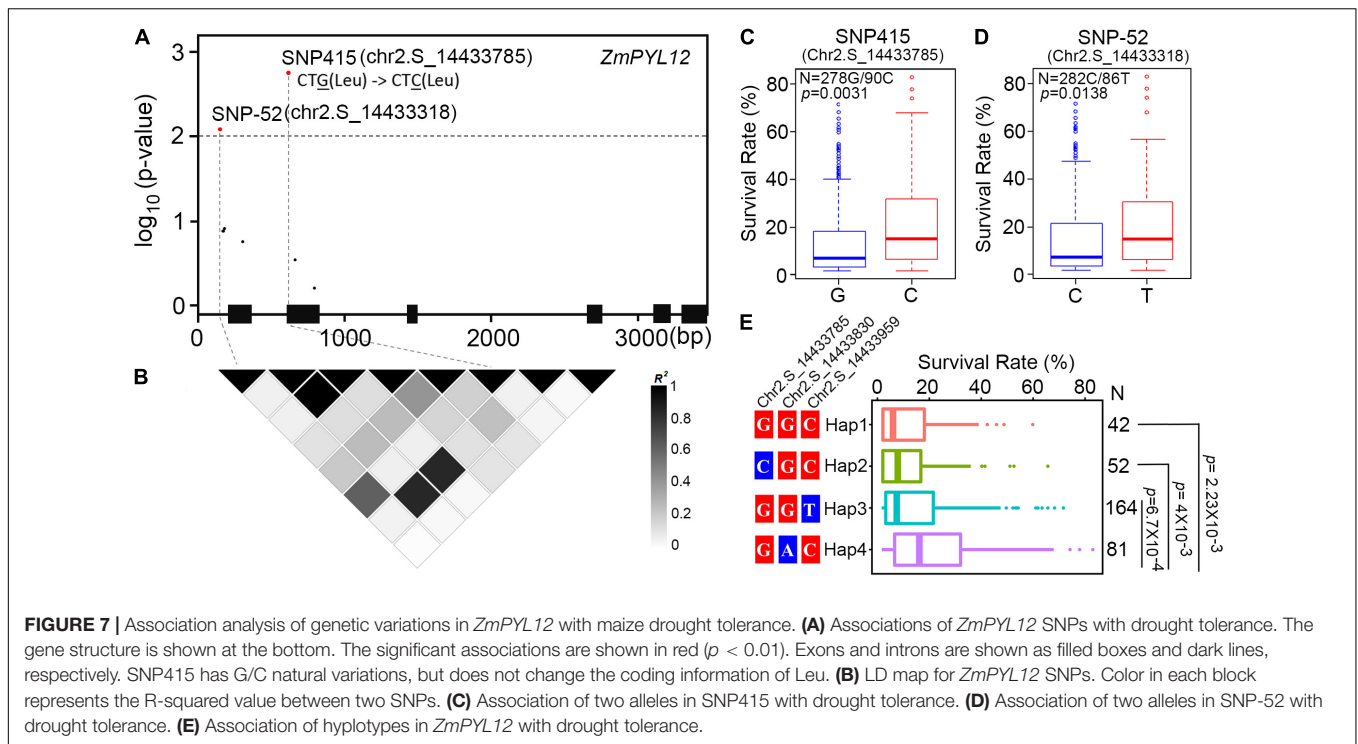 A
ZmPYL12
SNP415(chr2.S_14433785)
CTG(Leu) -> CTC(Leu)
SNP-52(chr2.S_14433318)
log10 (p-value)
3
2
1
0
0 1000 2000 3000(bp)
B
R²
1
0.8
0.6
0.4
0.2
0
C
SNP415
(Chr2.S_14433785)
N=278G/90C
p=0.0031
Survival Rate (%)
80
60
40
20
0
G C
D
SNP-52
(Chr2.S_14433318)
N=282C/86T
p=0.0138
Survival Rate (%)
80
60
40
20
0
C T
E
Chr2.S_14433785
Chr2.S_14433830
Chr2.S_14433959
Survival Rate (%)
0 20 40 60 80 N
G G C Hap1 42
C G C Hap2 52
G G T Hap3 164
G A C Hap4 81
p=6.7X10-4
p= 4X10-3
p= 2.23X10-3
FIGURE 7 | Association analysis of genetic variations in ZmPYL12 with maize drought tolerance. (A) Associations of ZmPYL12 SNPs with drought tolerance. The
gene structure is shown at the bottom. The significant associations are shown in red (p < 0.01). Exons and introns are shown as filled boxes and dark lines,
respectively. SNP415 has G/C natural variations, but does not change the coding information of Leu. (B) LD map for ZmPYL12 SNPs. Color in each block
represents the R-squared value between two SNPs. (C) Association of two alleles in SNP415 with drought tolerance. (D) Association of two alleles in SNP-52 with
drought tolerance. (E) Association of hyplotypes in ZmPYL12 with drought tolerance.